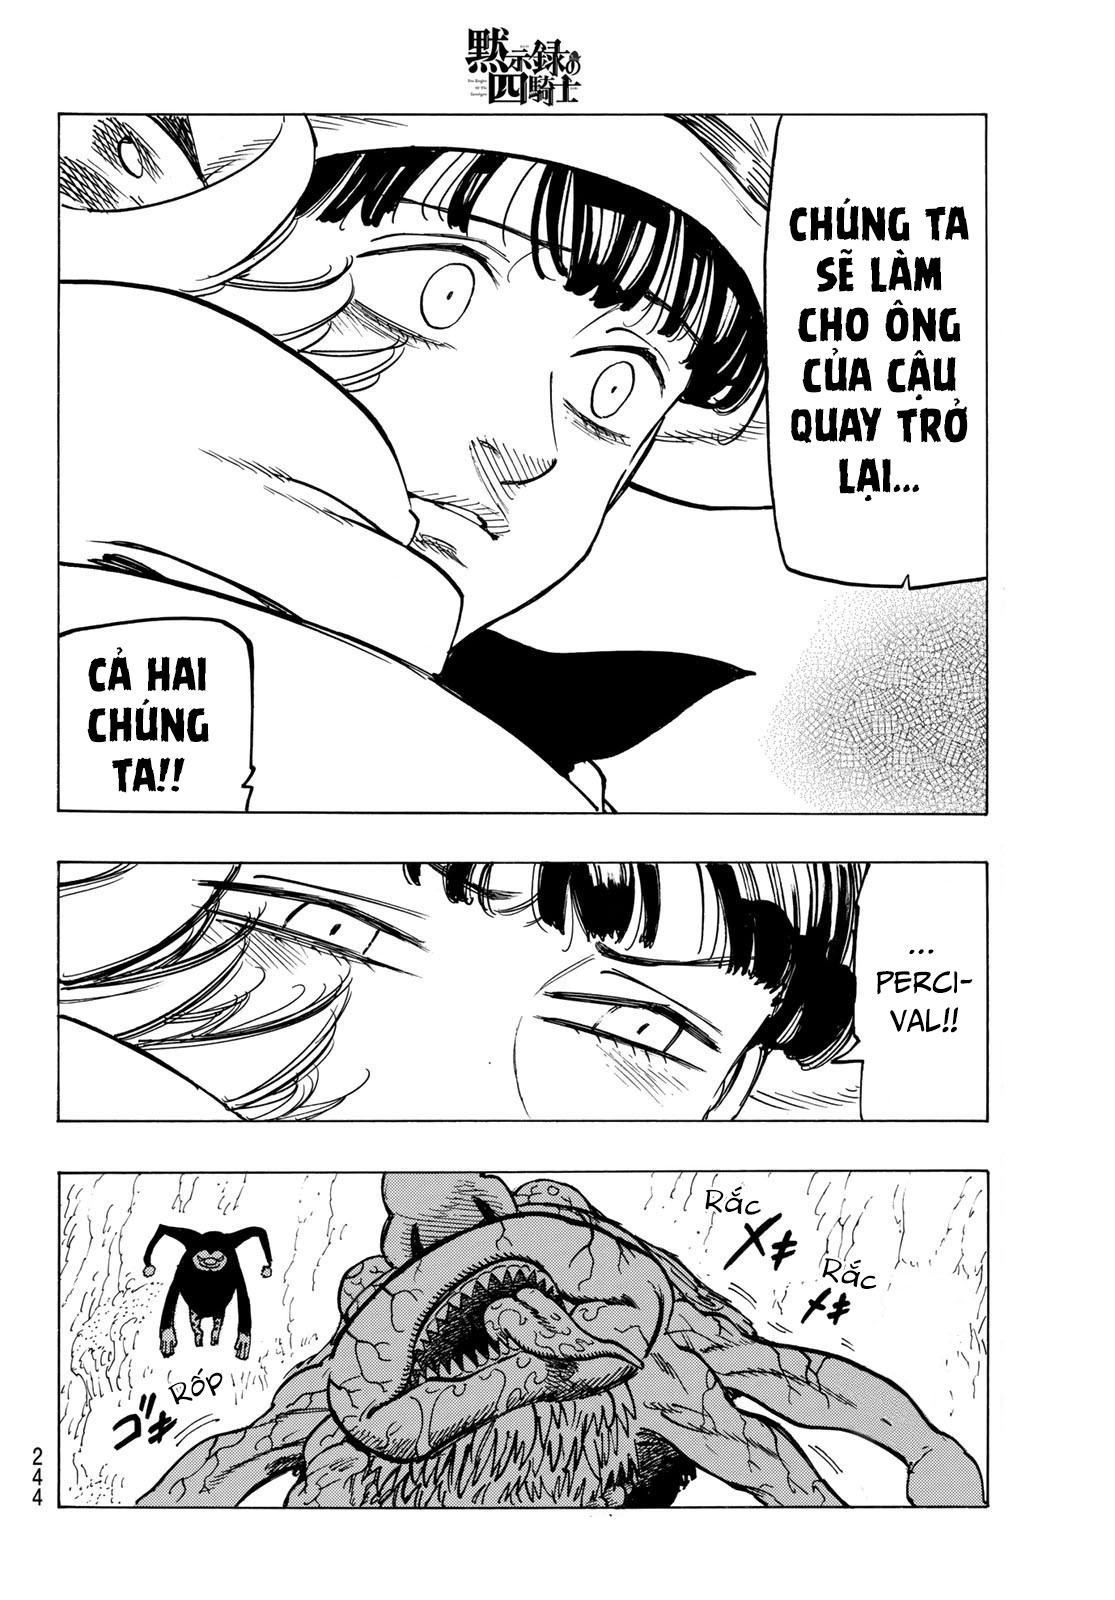 黙示録の
四騎士
CHÚNG TA
SẼ LÀM
CHO ÔNG
CỦA CẬU
QUAY TRỞ
LẠI...
CẢ HAI
CHÚNG
TA!!
...
PERCI-
VAL!!
Rắc
メキ
Rắc
メキ
Rốp
ゴキ
244